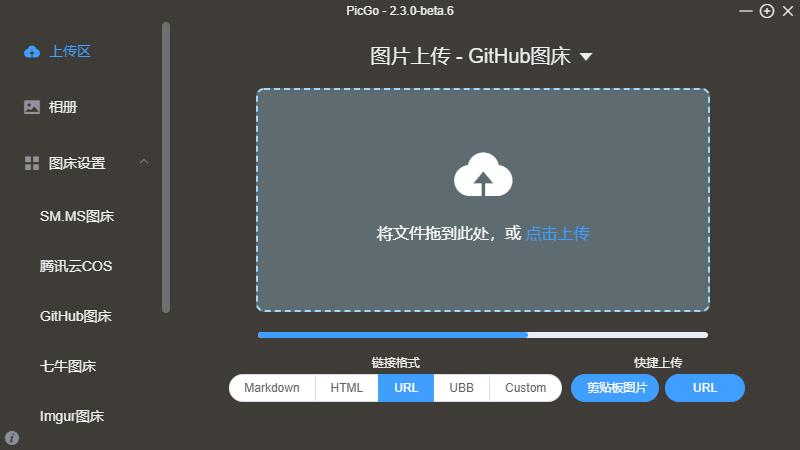 PicGo - 2.3.0-beta.6
上传区
相册
图床设置
SM.MS图床
腾讯云COS
GitHub图床
七牛图床
Imgur图床
图片上传 - GitHub图床
将文件拖到此处，或 点击上传
链接格式
Markdown HTML URL UBB Custom
快捷上传
剪贴板图片 URL